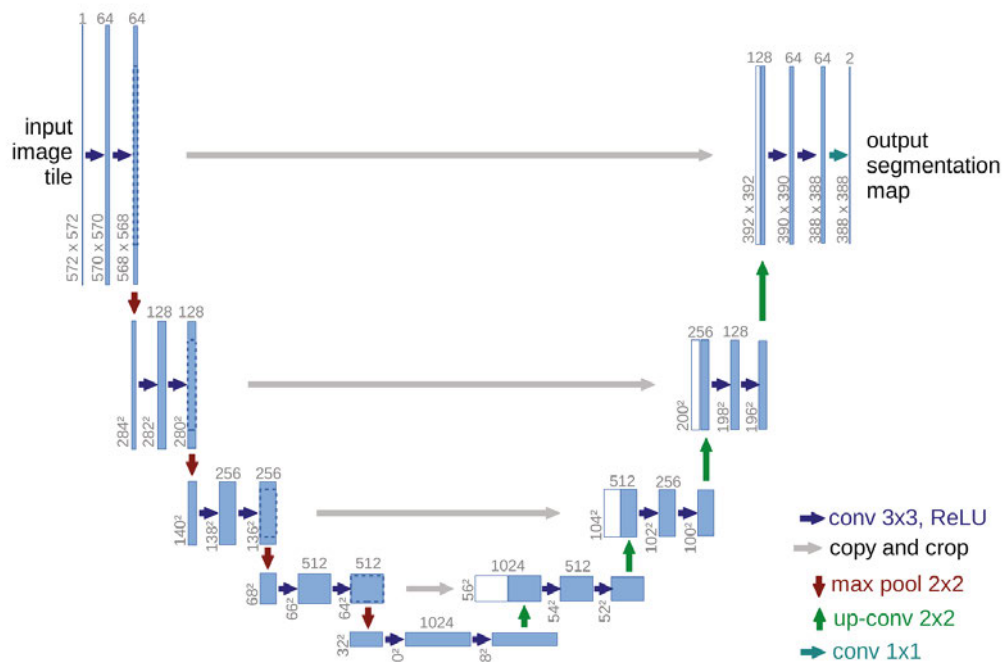 1 64 64
128 64 64 2
input
image
tile
output
segmentation
map
572 x 572
570 x 570
568 x 568
392 x 392
390 x 390
388 x 388
388 x 388
128 128
256 128
284²
282²
280²
200²
198²
196²
256 256
512 256
140²
138²
136²
104²
102²
100²
512 512
1024 512
68²
66²
64²
56²
54²
52²
1024
32²
0²
8²
conv 3x3, ReLU
copy and crop
max pool 2x2
up-conv 2x2
conv 1x1